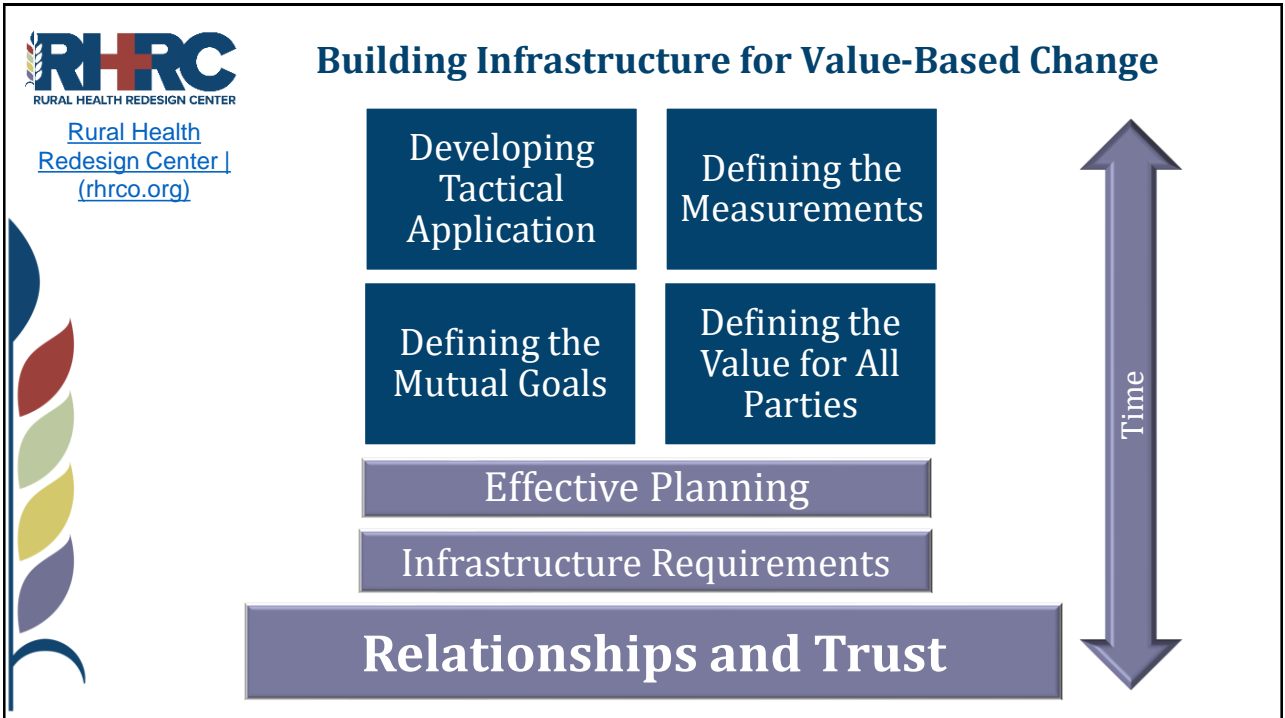 RHRC
RURAL HEALTH REDESIGN CENTER
Rural Health
Redesign Center |
(rhrco.org)
Building Infrastructure for Value-Based Change
Developing
Tactical
Application
Defining the
Measurements
Defining the
Mutual Goals
Defining the
Value for All
Parties
Effective Planning
Infrastructure Requirements
Relationships and Trust
Time